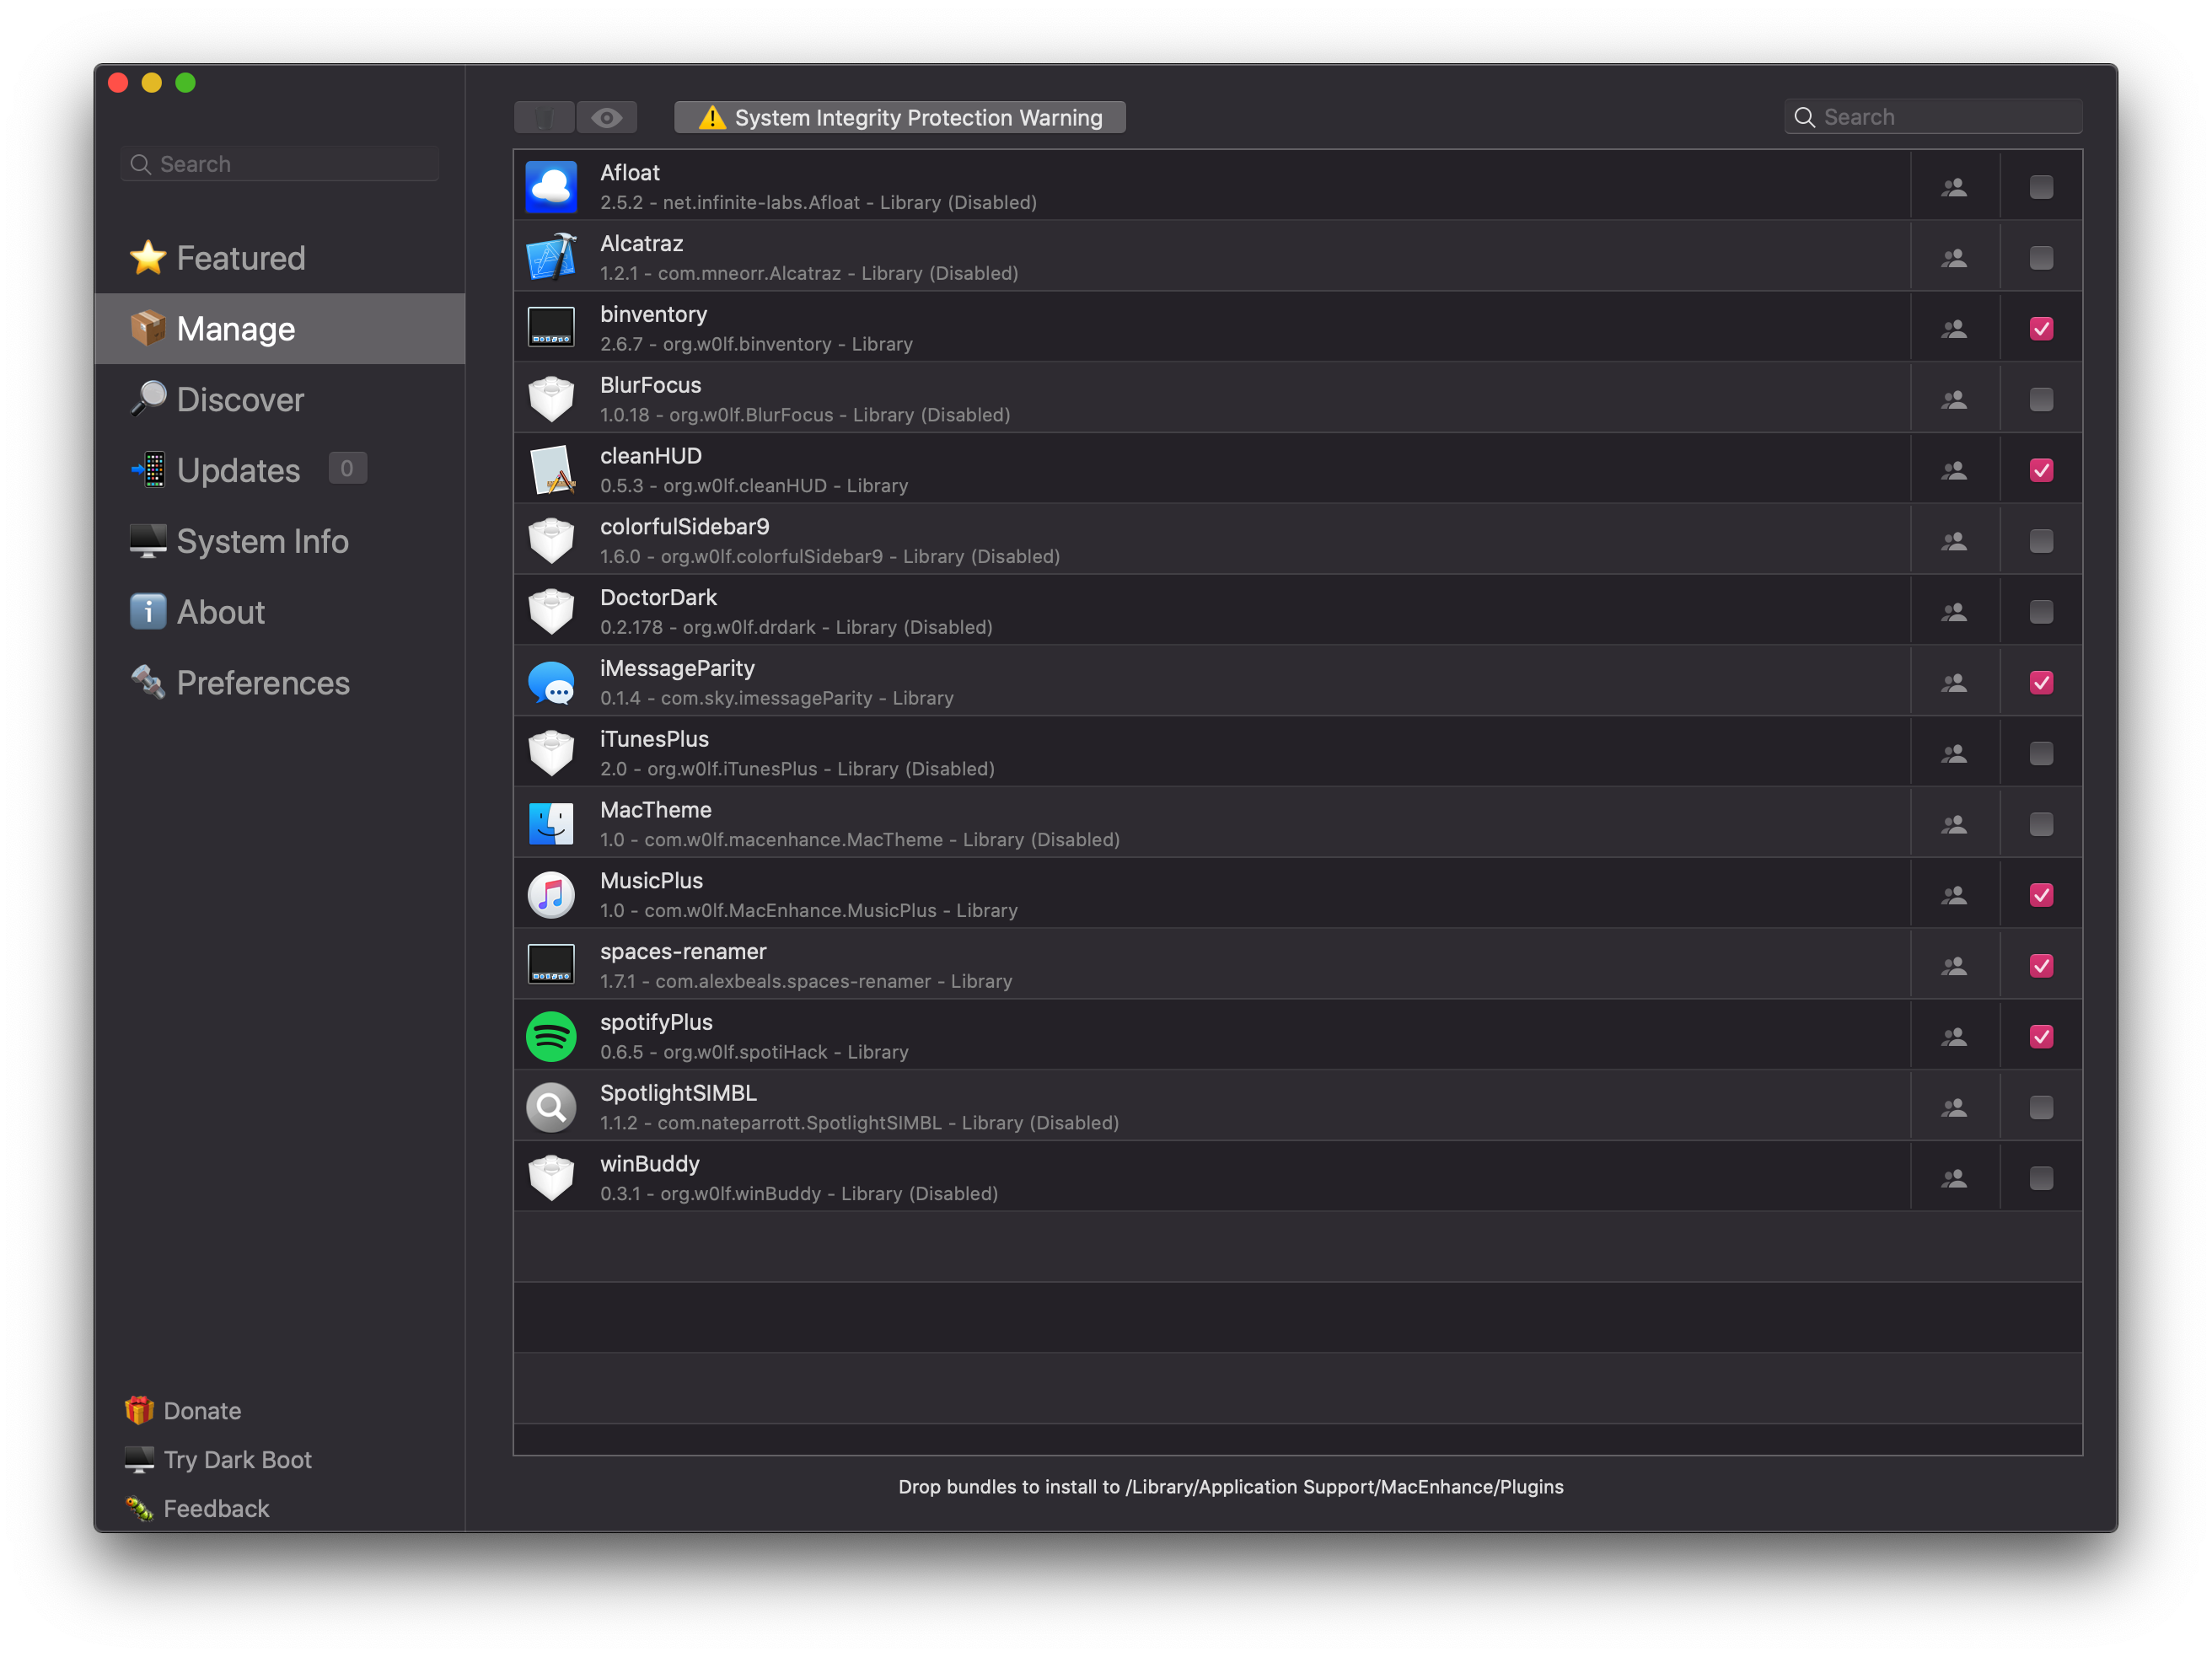 Search
Featured
Manage
Discover
Updates 0
System Info
About
Preferences
Donate
Try Dark Boot
Feedback
System Integrity Protection Warning
Search
Afloat
2.5.2 - net.infinite-labs.Afloat - Library (Disabled)
Alcatraz
1.2.1 - com.mneorr.Alcatraz - Library (Disabled)
binventory
2.6.7 - org.w0lf.binventory - Library
BlurFocus
1.0.18 - org.w0lf.BlurFocus - Library (Disabled)
cleanHUD
0.5.3 - org.w0lf.cleanHUD - Library
colorfulSidebar9
1.6.0 - org.w0lf.colorfulSidebar9 - Library (Disabled)
DoctorDark
0.2.178 - org.w0lf.drdark - Library (Disabled)
iMessageParity
0.1.4 - com.sky.imessageParity - Library
iTunesPlus
2.0 - org.w0lf.iTunesPlus - Library (Disabled)
MacTheme
1.0 - com.w0lf.macenhance.MacTheme - Library (Disabled)
MusicPlus
1.0 - com.w0lf.MacEnhance.MusicPlus - Library
spaces-renamer
1.7.1 - com.alexbeals.spaces-renamer - Library
spotifyPlus
0.6.5 - org.w0lf.spotiHack - Library
SpotlightSIMBL
1.1.2 - com.nateparrott.SpotlightSIMBL - Library (Disabled)
winBuddy
0.3.1 - org.w0lf.winBuddy - Library (Disabled)
Drop bundles to install to /Library/Application Support/MacEnhance/Plugins